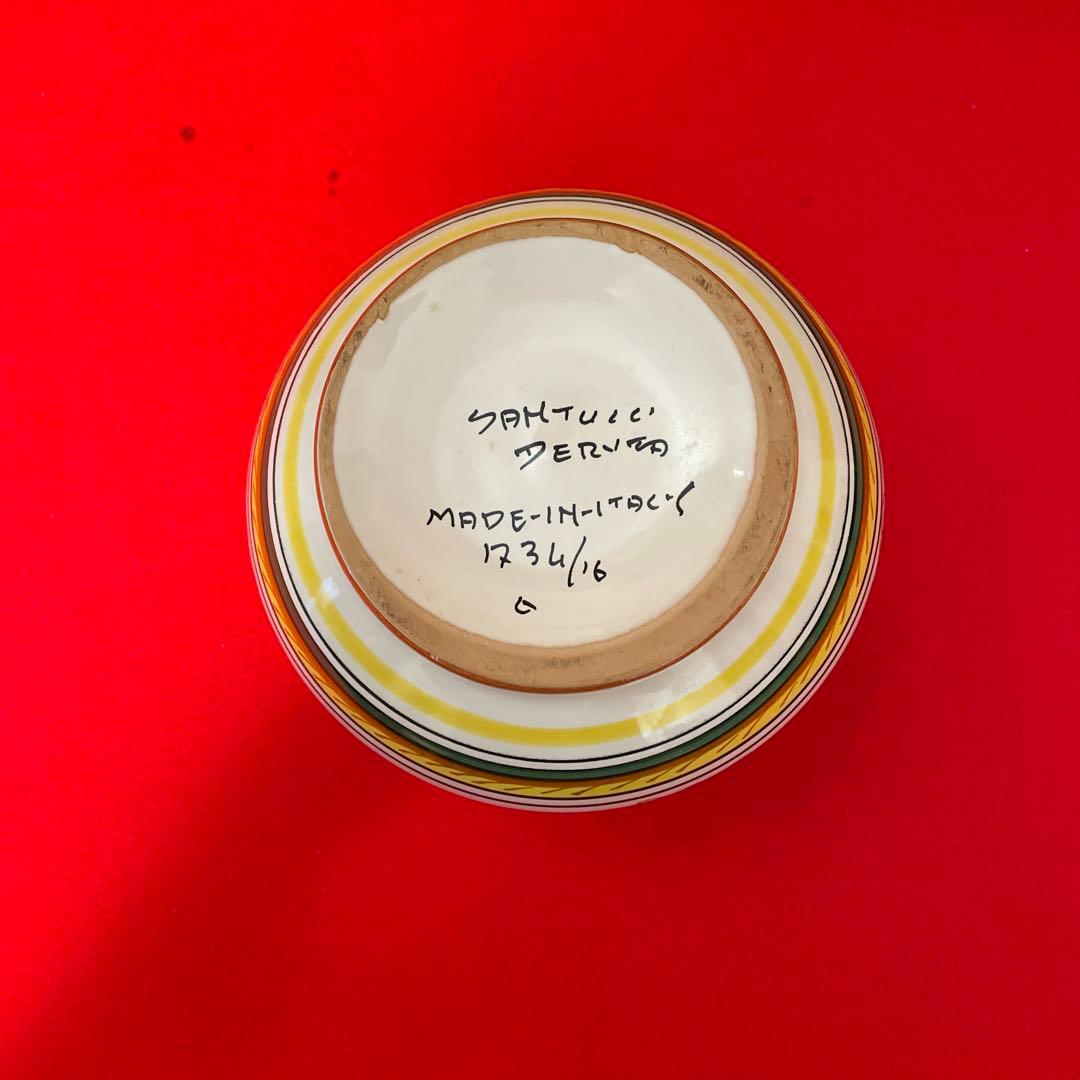 SANTUCCI
DERUTA
MADE-IN-ITALY
1734/16
G